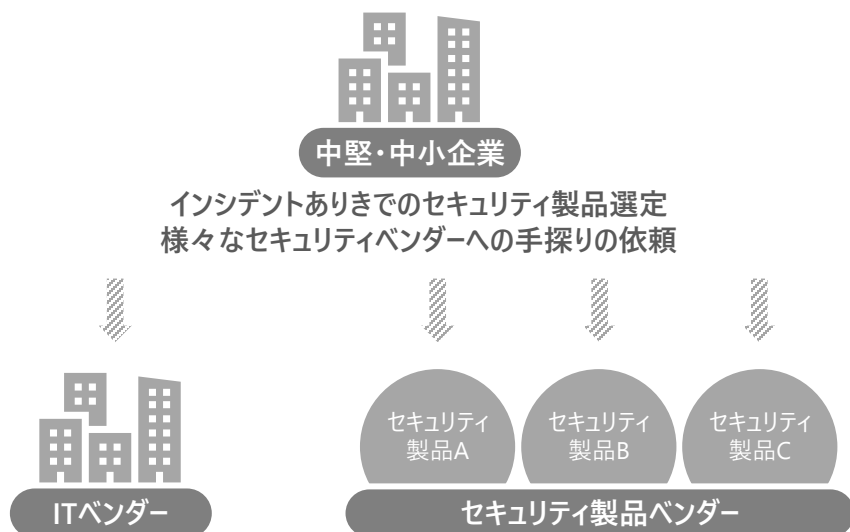 中堅・中小企業
インシデントありきでのセキュリティ製品選定
様々なセキュリティベンダーへの手探りの依頼
セキュリティ
製品A
セキュリティ
製品B
セキュリティ
製品C
ITベンダー
セキュリティ製品ベンダー